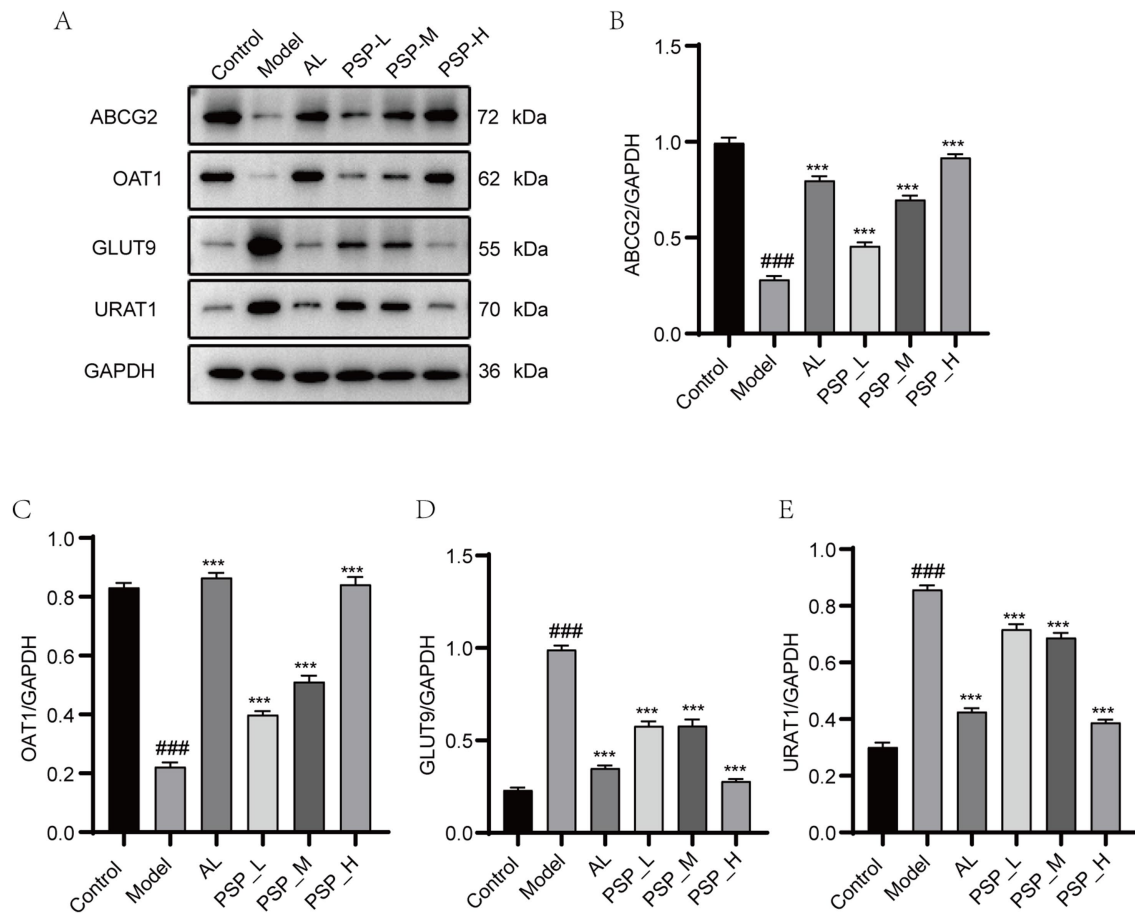 A
Control Model AL PSP-L PSP-M PSP-H
ABCG2 72 kDa
OAT1 62 kDa
GLUT9 55 kDa
URAT1 70 kDa
GAPDH 36 kDa
B
ABCG2/GAPDH
1.5
1.0
0.5
0.0
###
***
***
***
***
Control Model AL PSP_L PSP_M PSP_H
C
OAT1/GAPDH
1.0
0.8
0.6
0.4
0.2
0.0
###
***
***
***
***
Control Model AL PSP_L PSP_M PSP_H
D
GLUT9/GAPDH
1.5
1.0
0.5
0.0
###
***
***
***
***
Control Model AL PSP_L PSP_M PSP_H
E
URAT1/GAPDH
1.0
0.8
0.6
0.4
0.2
0.0
###
***
***
***
***
Control Model AL PSP_L PSP_M PSP_H